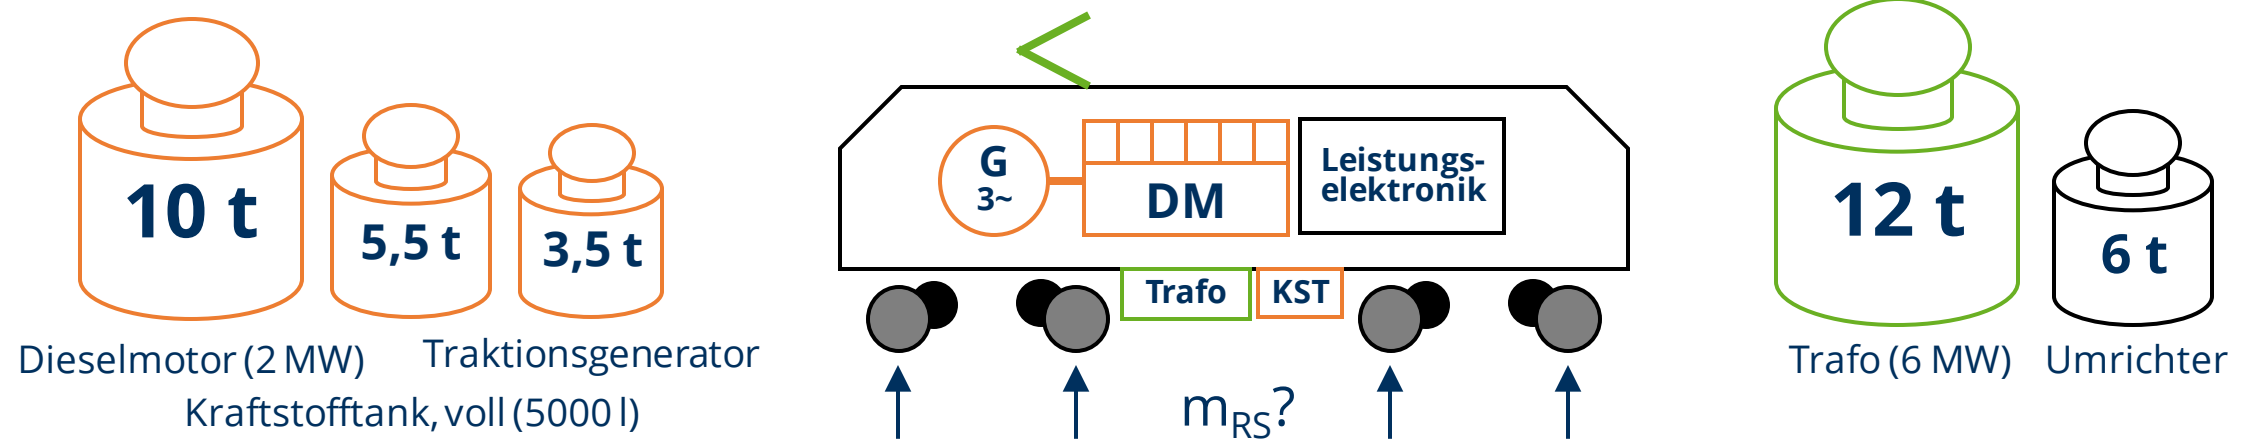 10 t
5,5 t
3,5 t
Dieselmotor (2 MW)
Traktionsgenerator
Kraftstofftank, voll (5000 l)
G
3~
DM
Leistungs-
elektronik
Trafo
KST
mRS?
12 t
6 t
Trafo (6 MW)
Umrichter